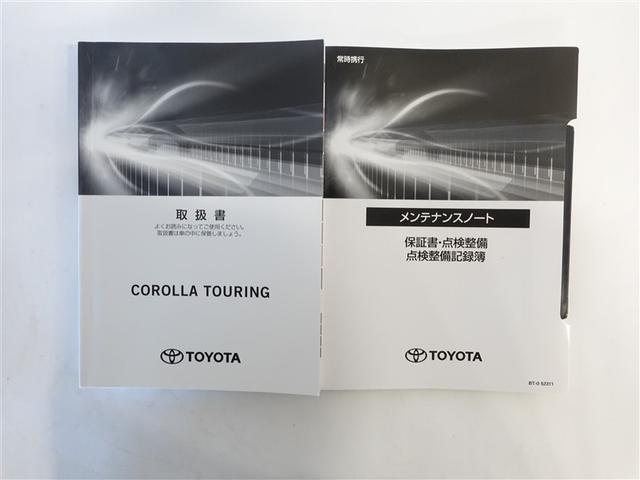 取扱書
よくお読みになってご使用ください。
取扱書は車の中に保管しましょう。
COROLLA TOURING
TOYOTA
常時携行
メンテナンスノート
保証書・点検整備
点検整備記録簿
TOYOTA
BT-0 52311